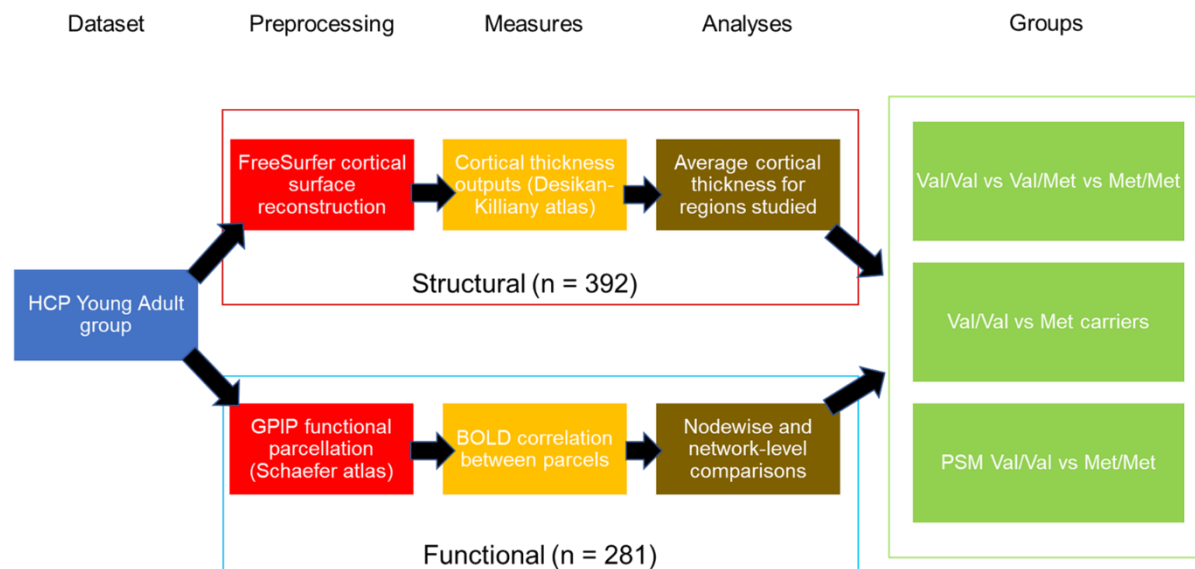 Dataset
Preprocessing
Measures
Analyses
Groups
HCP Young Adult
group
FreeSurfer cortical
surface
reconstruction
Cortical thickness
outputs (Desikan-
Killiany atlas)
Average cortical
thickness for
regions studied
Structural (n = 392)
GPIP functional
parcellation
(Schaefer atlas)
BOLD correlation
between parcels
Nodewise and
network-level
comparisons
Functional (n = 281)
Val/Val vs Val/Met vs Met/Met
Val/Val vs Met carriers
PSM Val/Val vs Met/Met